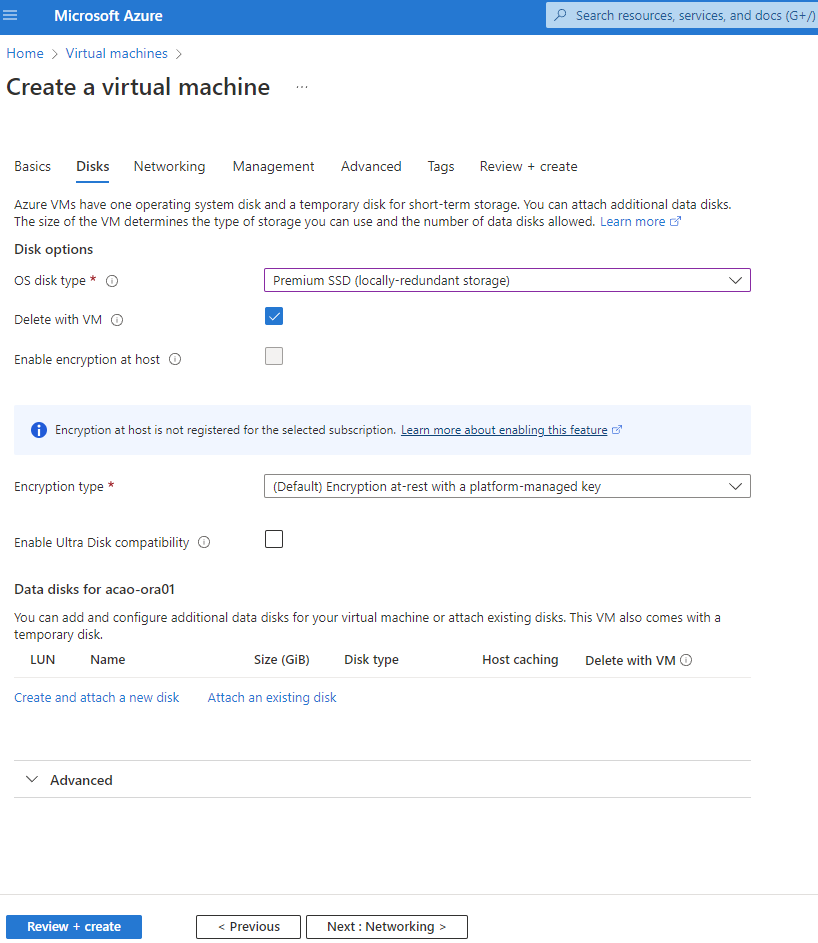 Microsoft Azure
Search resources, services, and docs (G+/)
Home > Virtual machines >
Create a virtual machine ...
Basics Disks Networking Management Advanced Tags Review + create
Azure VMs have one operating system disk and a temporary disk for short-term storage. You can attach additional data disks.
The size of the VM determines the type of storage you can use and the number of data disks allowed. Learn more
Disk options
OS disk type *
Premium SSD (locally-redundant storage)
Delete with VM
Enable encryption at host
Encryption at host is not registered for the selected subscription. Learn more about enabling this feature
Encryption type *
(Default) Encryption at-rest with a platform-managed key
Enable Ultra Disk compatibility
Data disks for acao-ora01
You can add and configure additional data disks for your virtual machine or attach existing disks. This VM also comes with a
temporary disk.
LUN Name Size (GiB) Disk type Host caching Delete with VM
Create and attach a new disk Attach an existing disk
Advanced
Review + create < Previous Next : Networking >